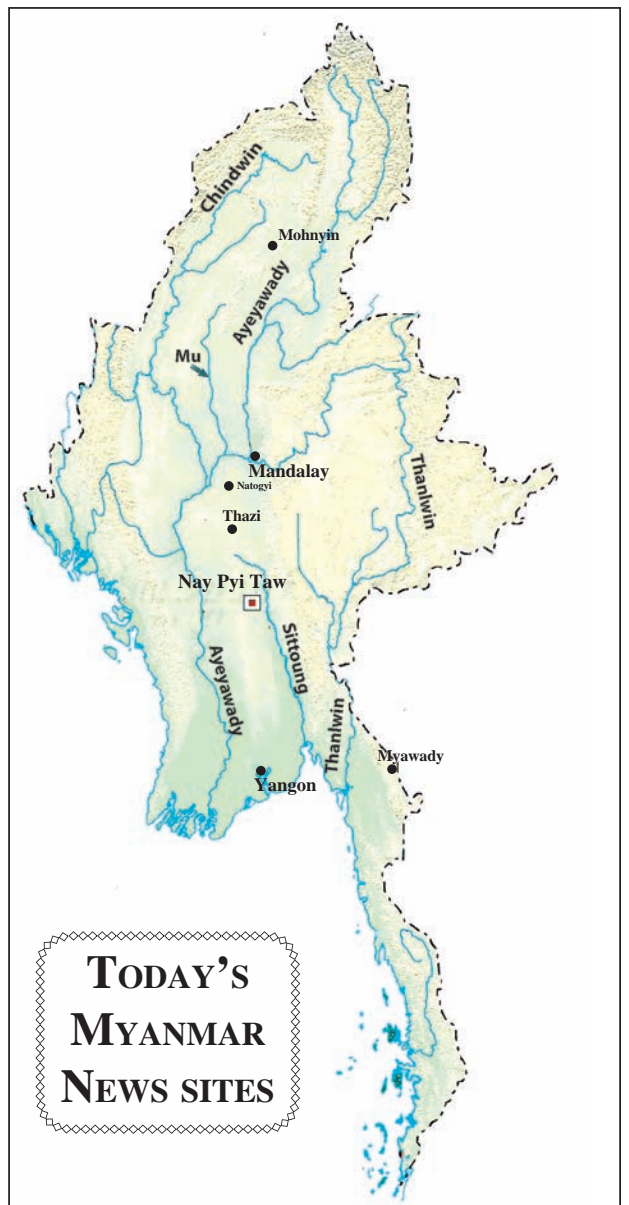 Chindwin
Mohnyin
Ayeyawady
Mu
Mandalay
Natogyi
Thazi
Thanlwin
Nay Pyi Taw
Sittoung
Ayeyawady
Thanlwin
Myawady
Yangon
TODAY'S
MYANMAR
NEWS SITES